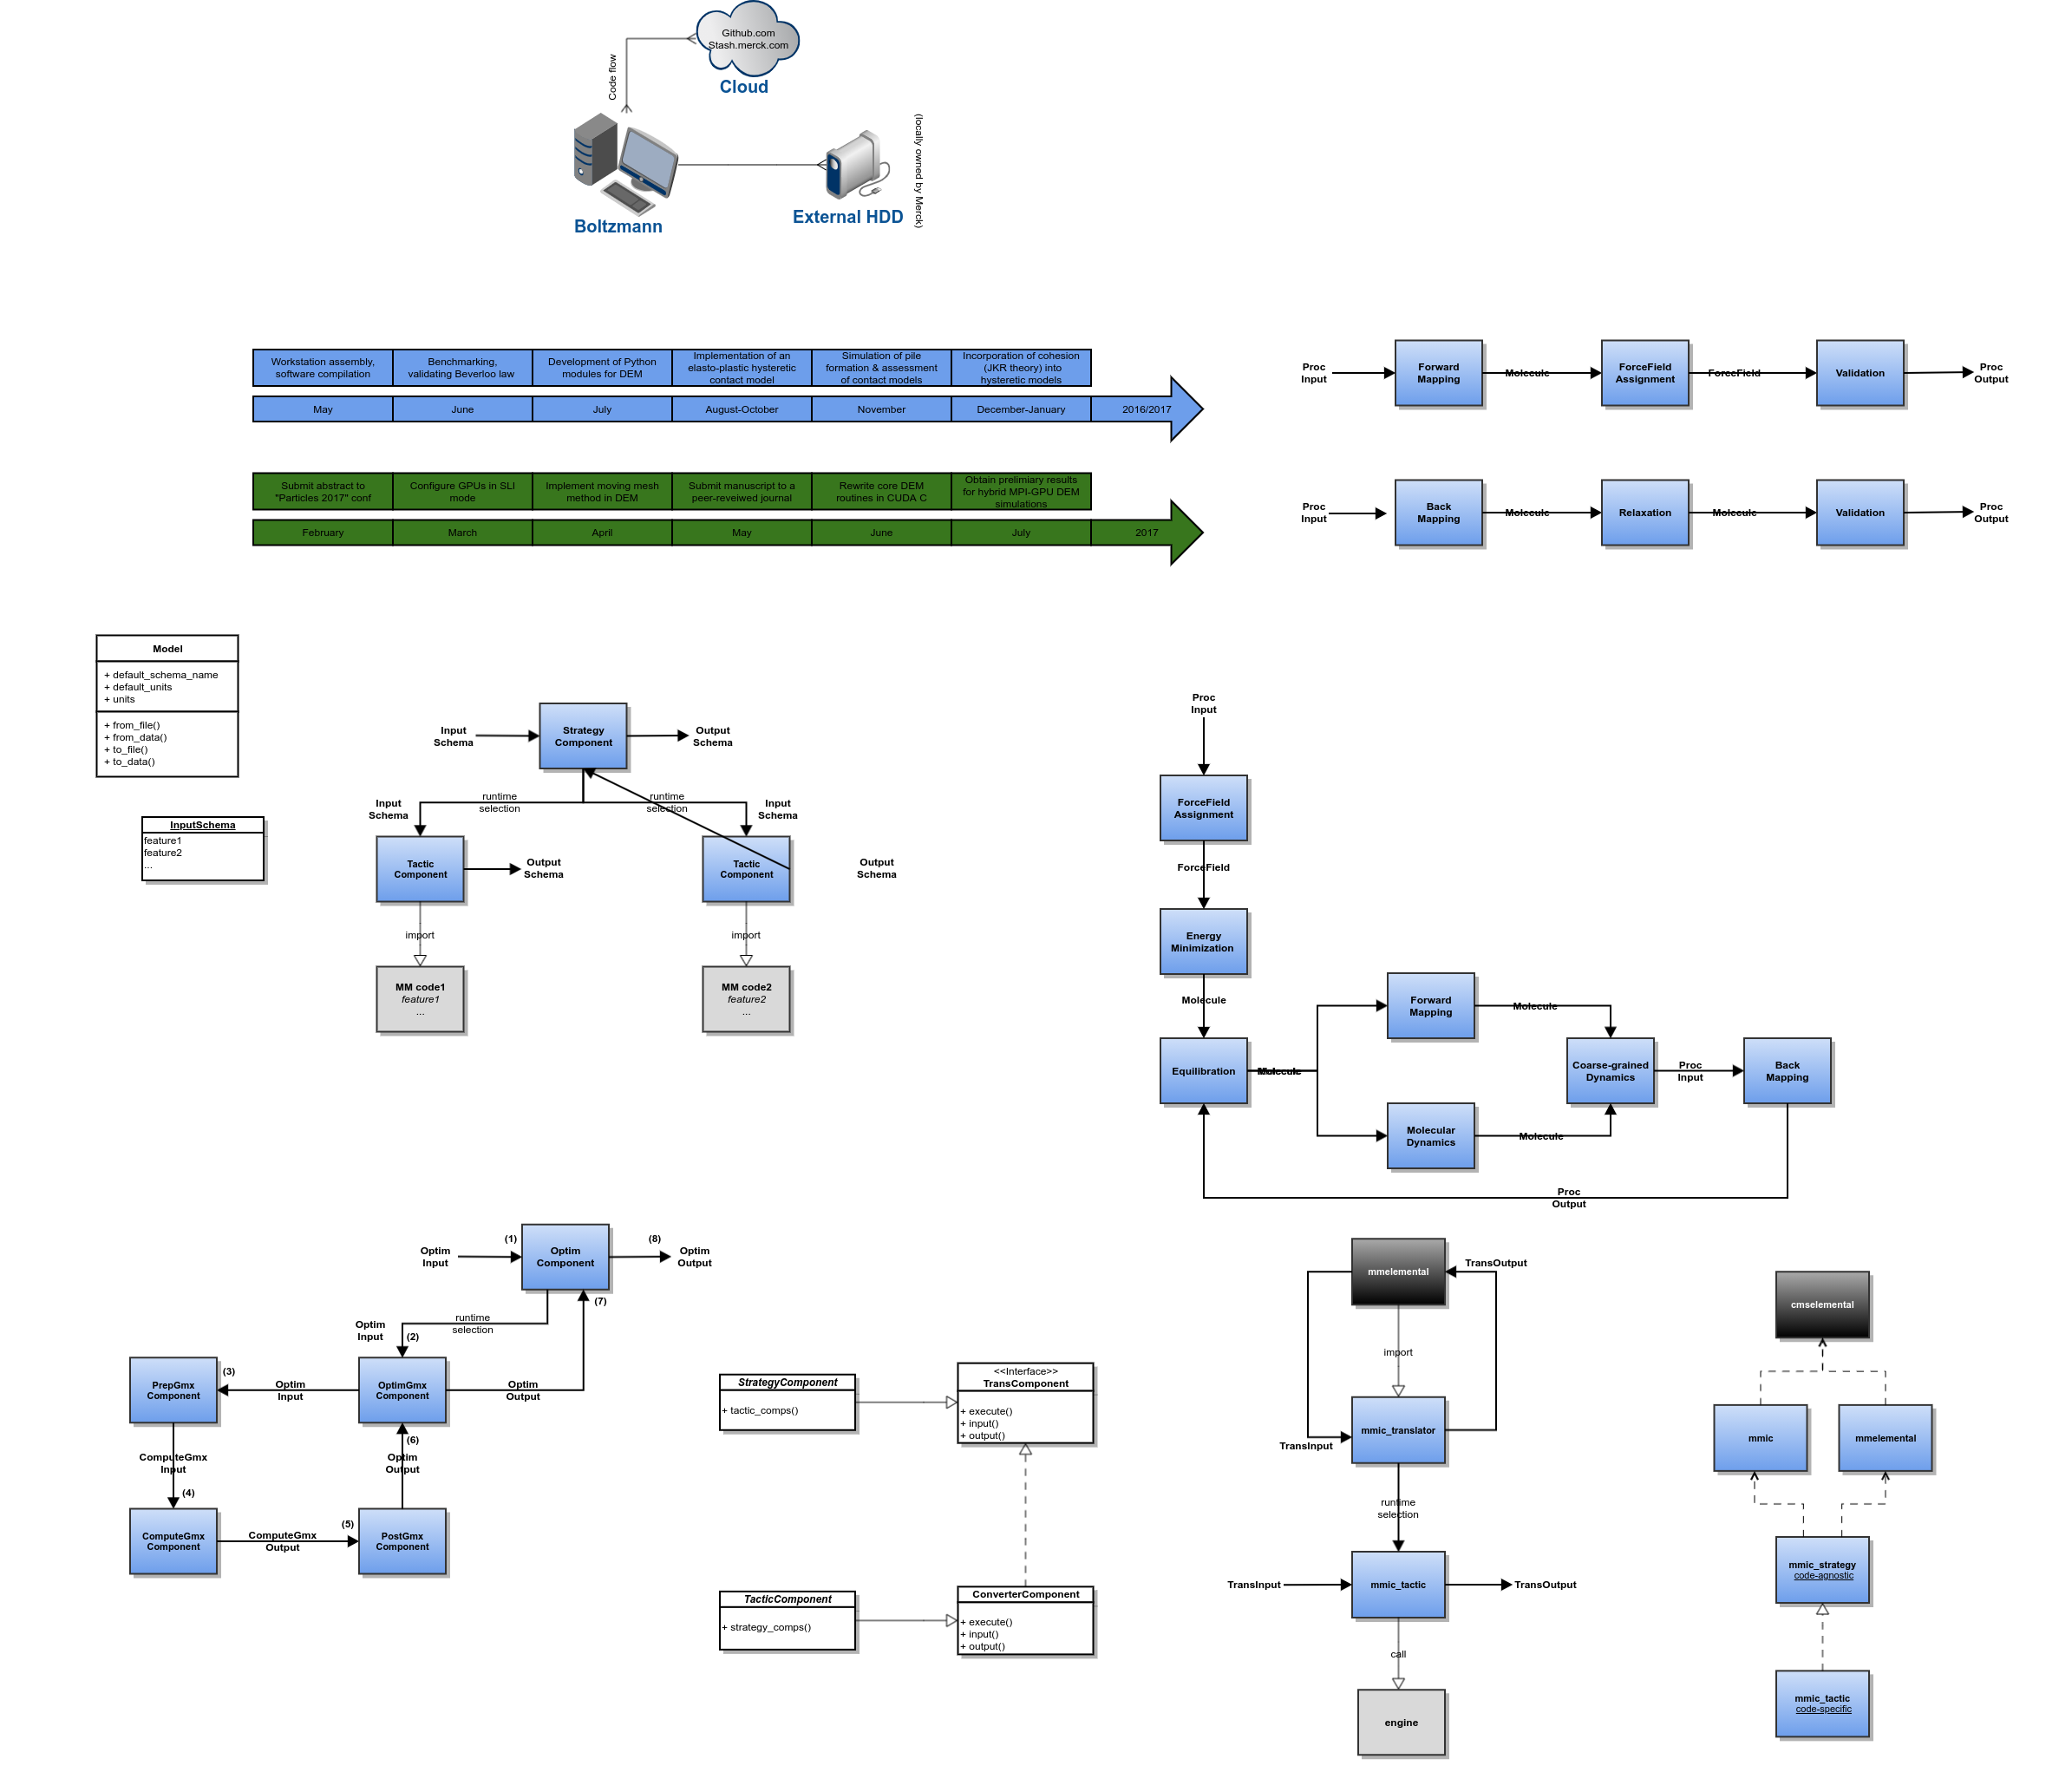 Github.com
Stash.merck.com
Cloud
Code flow
Boltzmann
External HDD
(locally owned by Merck)
Workstation assembly,
software compilation
Benchmarking,
validating Beverloo law
Development of Python
modules for DEM
Implementation of an
elasto-plastic hysteretic
contact model
Simulation of pile
formation & assessment
of contact models
Incorporation of cohesion
(JKR theory) into
hysteretic models
May
June
July
August-October
November
December-January
2016/2017
Submit abstract to
"Particles 2017" conf
Configure GPUs in SLI
mode
Implement moving mesh
method in DEM
Submit manuscript to a
peer-reveiwed journal
Rewrite core DEM
routines in CUDA C
Obtain prelimiary results
for hybrid MPI-GPU DEM
simulations
February
March
April
May
June
July
2017
Proc
Input
Forward
Mapping
Molecule
ForceField
Assignment
ForceField
Validation
Proc
Output
Proc
Input
Back
Mapping
Molecule
Relaxation
Molecule
Validation
Proc
Output
Model
+ default_schema_name
+ default_units
+ units
+ from_file()
+ from_data()
+ to_file()
+ to_data()
InputSchema
feature1
feature2
...
Input
Schema
Strategy
Component
Output
Schema
runtime
selection
runtime
selection
Input
Schema
Input
Schema
Tactic
Component
Output
Schema
Tactic
Component
Output
Schema
import
import
MM code1
feature1
...
MM code2
feature2
...
Proc
Input
ForceField
Assignment
ForceField
Energy
Minimization
Molecule
Equilibration
Molecule
Forward
Mapping
Molecule
Molecular
Dynamics
Molecule
Coarse-grained
Dynamics
Proc
Input
Back
Mapping
Proc
Output
Optim
Input
(1)
Optim
Component
(8)
Optim
Output
(7)
runtime
selection
Optim
Input
(2)
PrepGmx
Component
(3)
Optim
Input
OptimGmx
Component
Optim
Output
(6)
ComputeGmx
Input
Optim
Output
(4)
ComputeGmx
Component
ComputeGmx
Output
(5)
PostGmx
Component
StrategyComponent
+ tactic_comps()
<<Interface>>
TransComponent
+ execute()
+ input()
+ output()
TacticComponent
+ strategy_comps()
ConverterComponent
+ execute()
+ input()
+ output()
mmelemental
TransOutput
import
mmic_translator
TransInput
runtime
selection
TransInput
mmic_tactic
TransOutput
call
engine
cmselemental
mmic
mmelemental
mmic_strategy
code-agnostic
mmic_tactic
code-specific